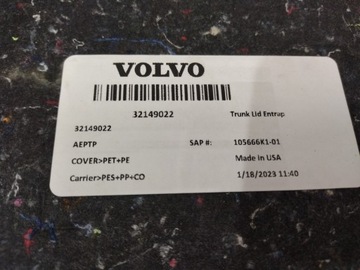 VOLVO
32149022 Trunk Lid Entrap
32149022
AEPTP SAP #: 105666K1-01
COVER>PET+PE Made in USA
Carrier>PES+PP+CO 1/18/2023 11:40